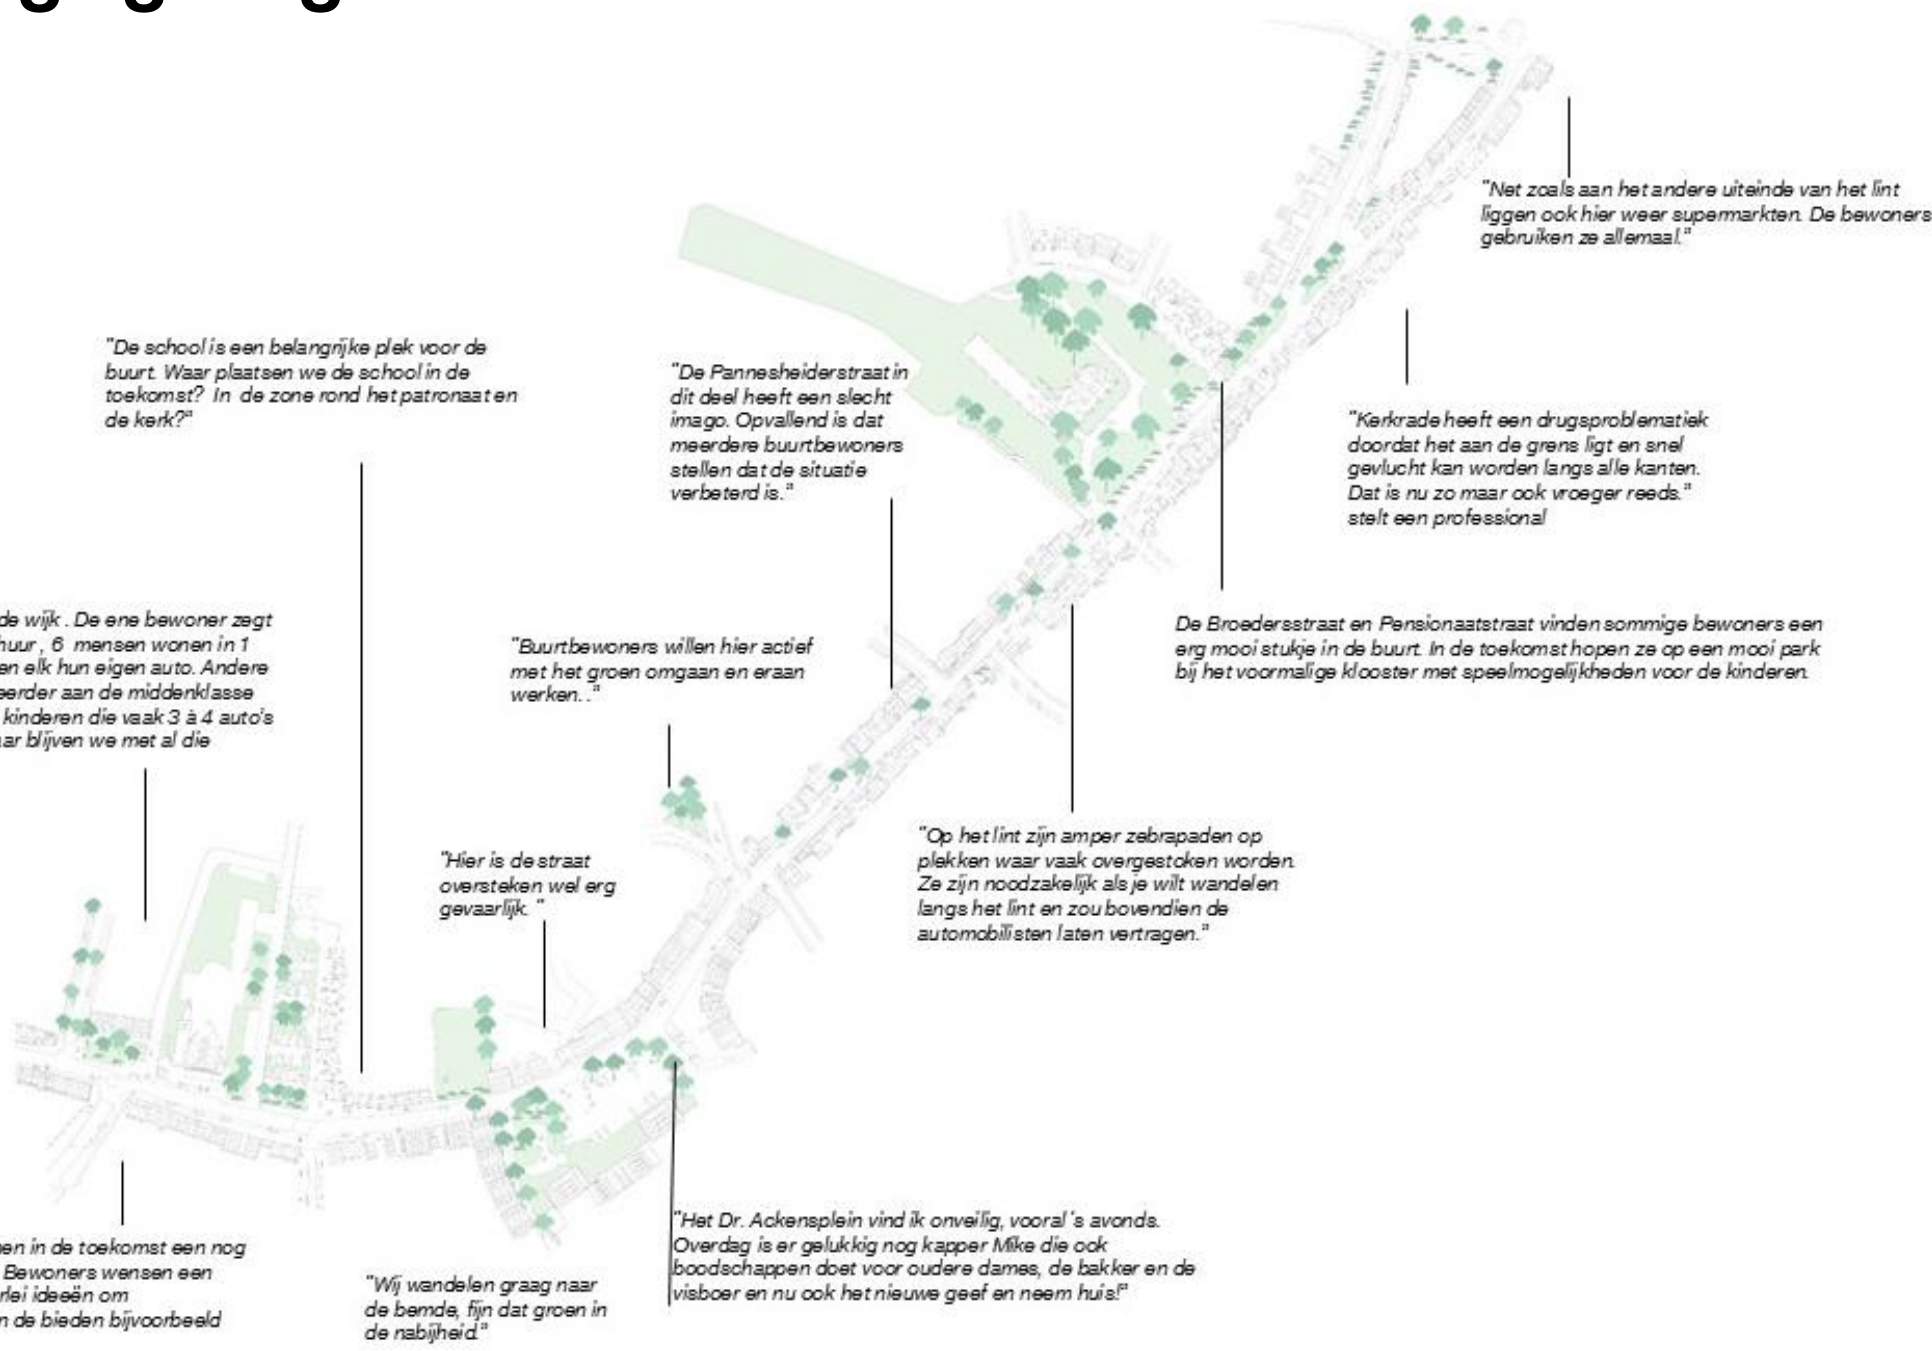 "Net zoals aan het andere uiteinde van het lint
liggen ook hier weer supermarkten. De bewoners
gebruiken ze allemaal."
"De school is een belangrijke plek voor de
buurt. Waar plaatsen we de school in de
toekomst? In de zone rond het patronaat en
de kerk?"
"De Pannesheiderstraat in
dit deel heeft een slecht
imago. Opvallend is dat
meerdere buurtbewoners
stellen dat de situatie
verbeterd is."
"Kerkrade heeft een drugsproblematiek
doordat het aan de grens ligt en snel
gevlucht kan worden langs alle kanten.
Dat is nu zo maar ook vroeger reeds."
stelt een professional
de wijk . De ene bewoner zegt
huur , 6 mensen wonen in 1
en elk hun eigen auto. Andere
eerder aan de middenklasse
kinderen die vaak 3 à 4 auto's
ar blijven we met al die
"Buurtbewoners willen hier actief
met het groen omgaan en eraan
werken. ."
De Broedersstraat en Pensionaatstraat vinden sommige bewoners een
erg mooi stukje in de buurt. In de toekomst hopen ze op een mooi park
bij het voormalige klooster met speelmogelijkheden voor de kinderen.
"Hier is de straat
oversteken wel erg
gevaarlijk. "
"Op het lint zijn amper zebrapaden op
plekken waar vaak overgestoken worden.
Ze zijn noodzakelijk als je wilt wandelen
langs het lint en zou bovendien de
automobilisten laten vertragen."
en in de toekomst een nog
Bewoners wensen een
rlei ideeën om
n de bieden bijvoorbeeld
"Wij wandelen graag naar
de bemde, fijn dat groen in
de nabijheid."
"Het Dr. Ackensplein vind ik onveilig, vooral 's avonds.
Overdag is er gelukkig nog kapper Mike die ook
boodschappen doet voor oudere dames, de bakker en de
visboer en nu ook het nieuwe geef en neem huis!"